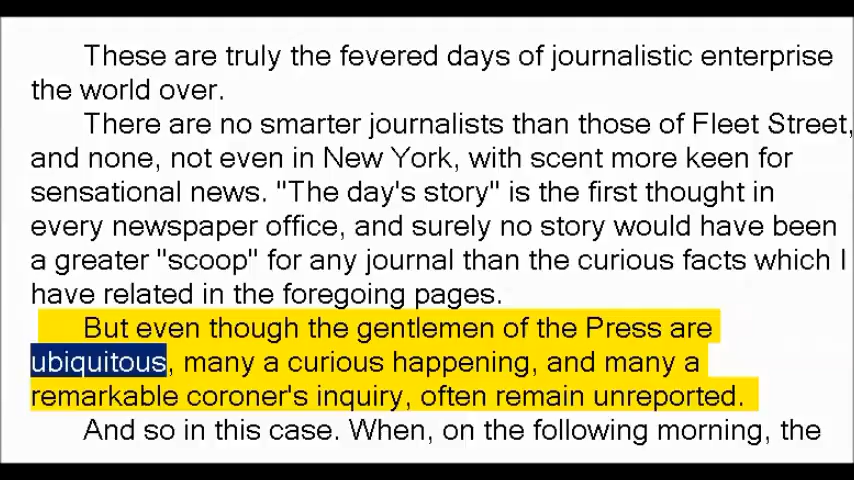 These are truly the fevered days of journalistic enterprise
the world over.
There are no smarter journalists than those of Fleet Street,
and none, not even in New York, with scent more keen for
sensational news. "The day's story" is the first thought in
every newspaper office, and surely no story would have been
a greater "scoop" for any journal than the curious facts which I
have related in the foregoing pages.
But even though the gentlemen of the Press are
ubiquitous, many a curious happening, and many a
remarkable coroner's inquiry, often remain unreported.
And so in this case. When, on the following morning, the